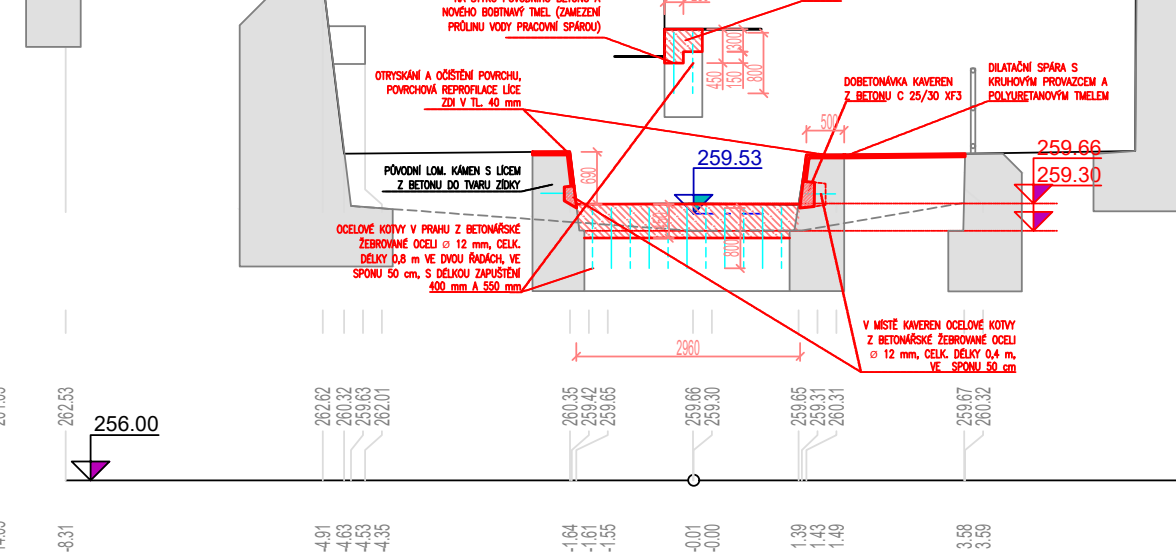 NOVÉHO BOBTNAVÝ TMEL (ZAMEZENÍ
PRŮLINU VODY PRACOVNÍ SPÁROU)
OTRYSKÁNÍ A OČIŠTĚNÍ POVRCHU,
POVRCHOVÁ REPROFILACE LÍCE
ZDI V TL. 40 mm
300
450
150
800
DOBETONÁVKA KAVEREN
Z BETONU C 25/30 XF3
DILATAČNÍ SPÁRA S
KRUHOVÝM PROVAZCEM A
POLYURETANOVÝM TMELEM
500
PŮVODNÍ LOM. KÁMEN S LÍCEM
Z BETONU DO TVARU ZÍDKY
690
259.53
259.66
259.30
OCELOVÉ KOTVY V PRAHU Z BETONÁŘSKÉ
ŽEBROVANÉ OCELI Ø 12 mm, CELK.
DÉLKY 0,8 m VE DVOU ŘADÁCH, VE
SPONU 50 cm, S DÉLKOU ZAPUŠTĚNÍ
400 mm A 550 mm
800
V MÍSTĚ KAVEREN OCELOVÉ KOTVY
Z BETONÁŘSKÉ ŽEBROVANÉ OCELI
Ø 12 mm, CELK. DÉLKY 0,4 m,
VE SPONU 50 cm
2960
262.53
262.62
260.32
259.63
262.01
260.35
259.42
259.65
259.66
259.30
259.65
259.31
260.31
259.67
260.32
256.00
-8.31
-4.91
-4.63
-4.53
-4.35
-1.64
-1.61
-1.55
-0.01
-0.00
1.39
1.43
1.49
3.58
3.59